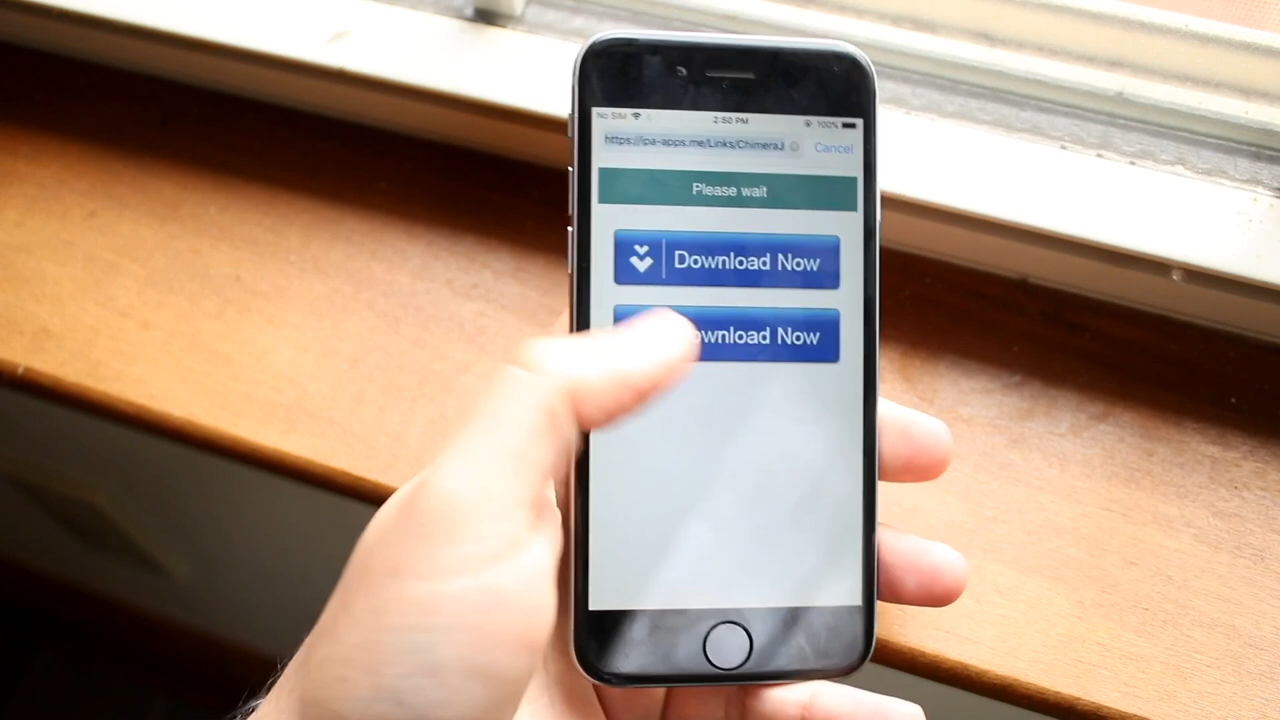 No SIM 2:50 PM 100%
https://ipa-apps.me/Links/ChimeraJ Cancel
Please wait
Download Now
ownload Now